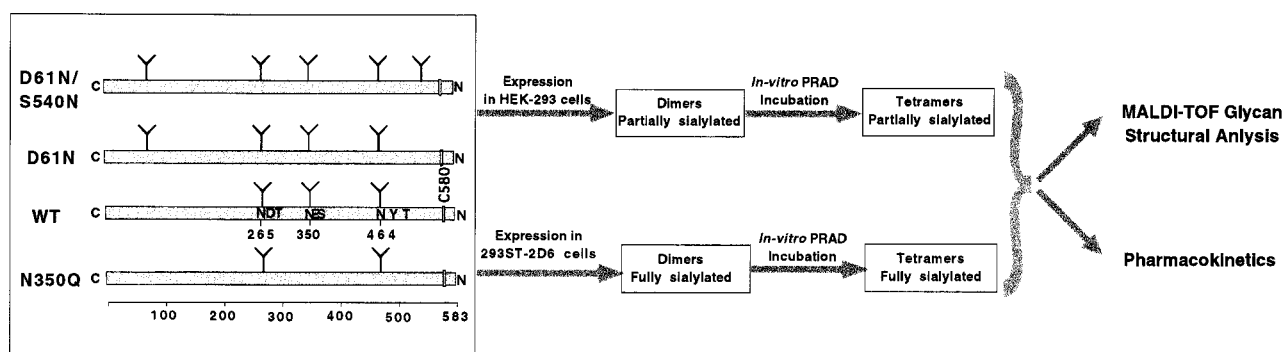 D61N/
S540N
C
N
D61N
C
N
C580
WT
C
NDT
NES
N Y T
N
265
350
464
N350Q
C
N
100
200
300
400
500
583
Expression
in HEK-293 cells
Dimers
Partially sialylated
In-vitro PRAD
Incubation
Tetramers
Partially sialylated
Expression in
293ST-2D6 cells
Dimers
Fully sialylated
In-vitro PRAD
Incubation
Tetramers
Fully sialylated
MALDI-TOF Glycan
Structural Anlysis
Pharmacokinetics